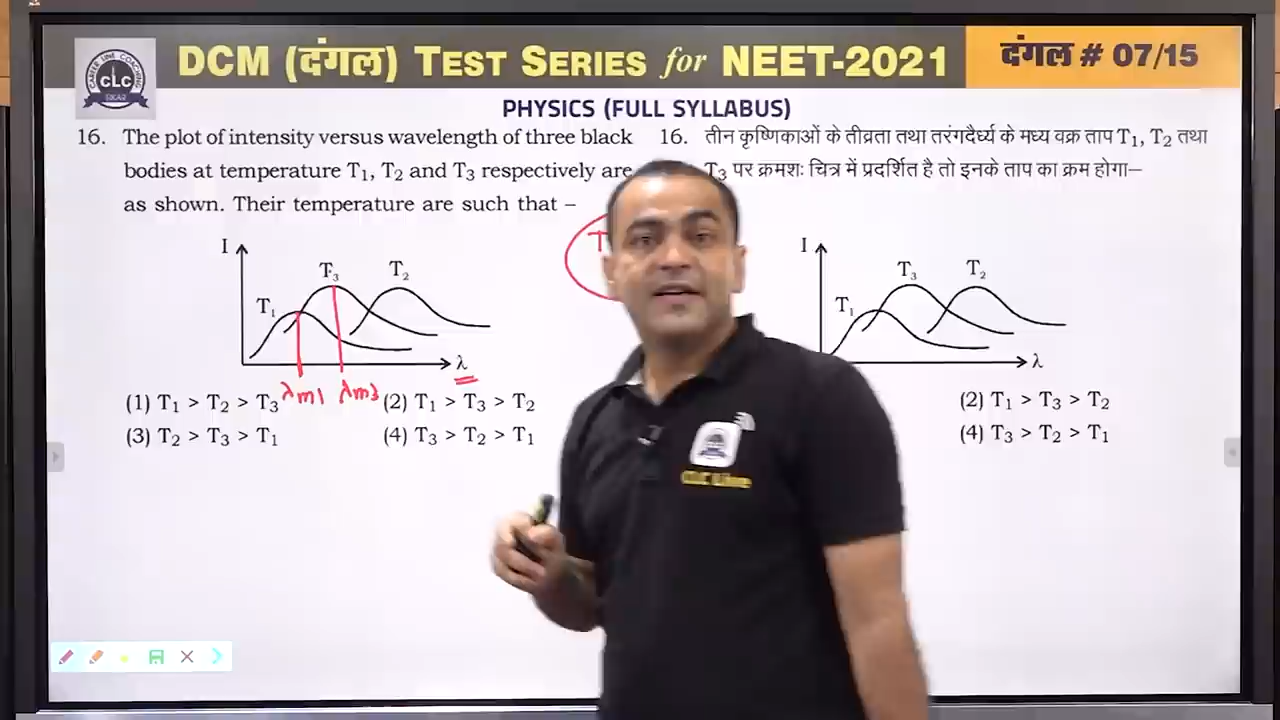 DCM (दंगल) TEST SERIES for NEET-2021
दंगल # 07/15
CLC
SIKAR
PHYSICS (FULL SYLLABUS)
16. The plot of intensity versus wavelength of three black
bodies at temperature T₁, T₂ and T₃ respectively are
as shown. Their temperature are such that –
I
T₁
T₃
T₂
λ
λm1
λm3
(1) T₁ > T₂ > T₃
(2) T₁ > T₃ > T₂
(3) T₂ > T₃ > T₁
(4) T₃ > T₂ > T₁
T
16. तीन कृष्णिकाओं के तीव्रता तथा तरंगदैर्ध्य के मध्य वक्र ताप T₁, T₂ तथा
T₃ पर क्रमशः चित्र में प्रदर्शित है तो इनके ताप का क्रम होगा–
I
T₁
T₃
T₂
λ
(2) T₁ > T₃ > T₂
(4) T₃ > T₂ > T₁